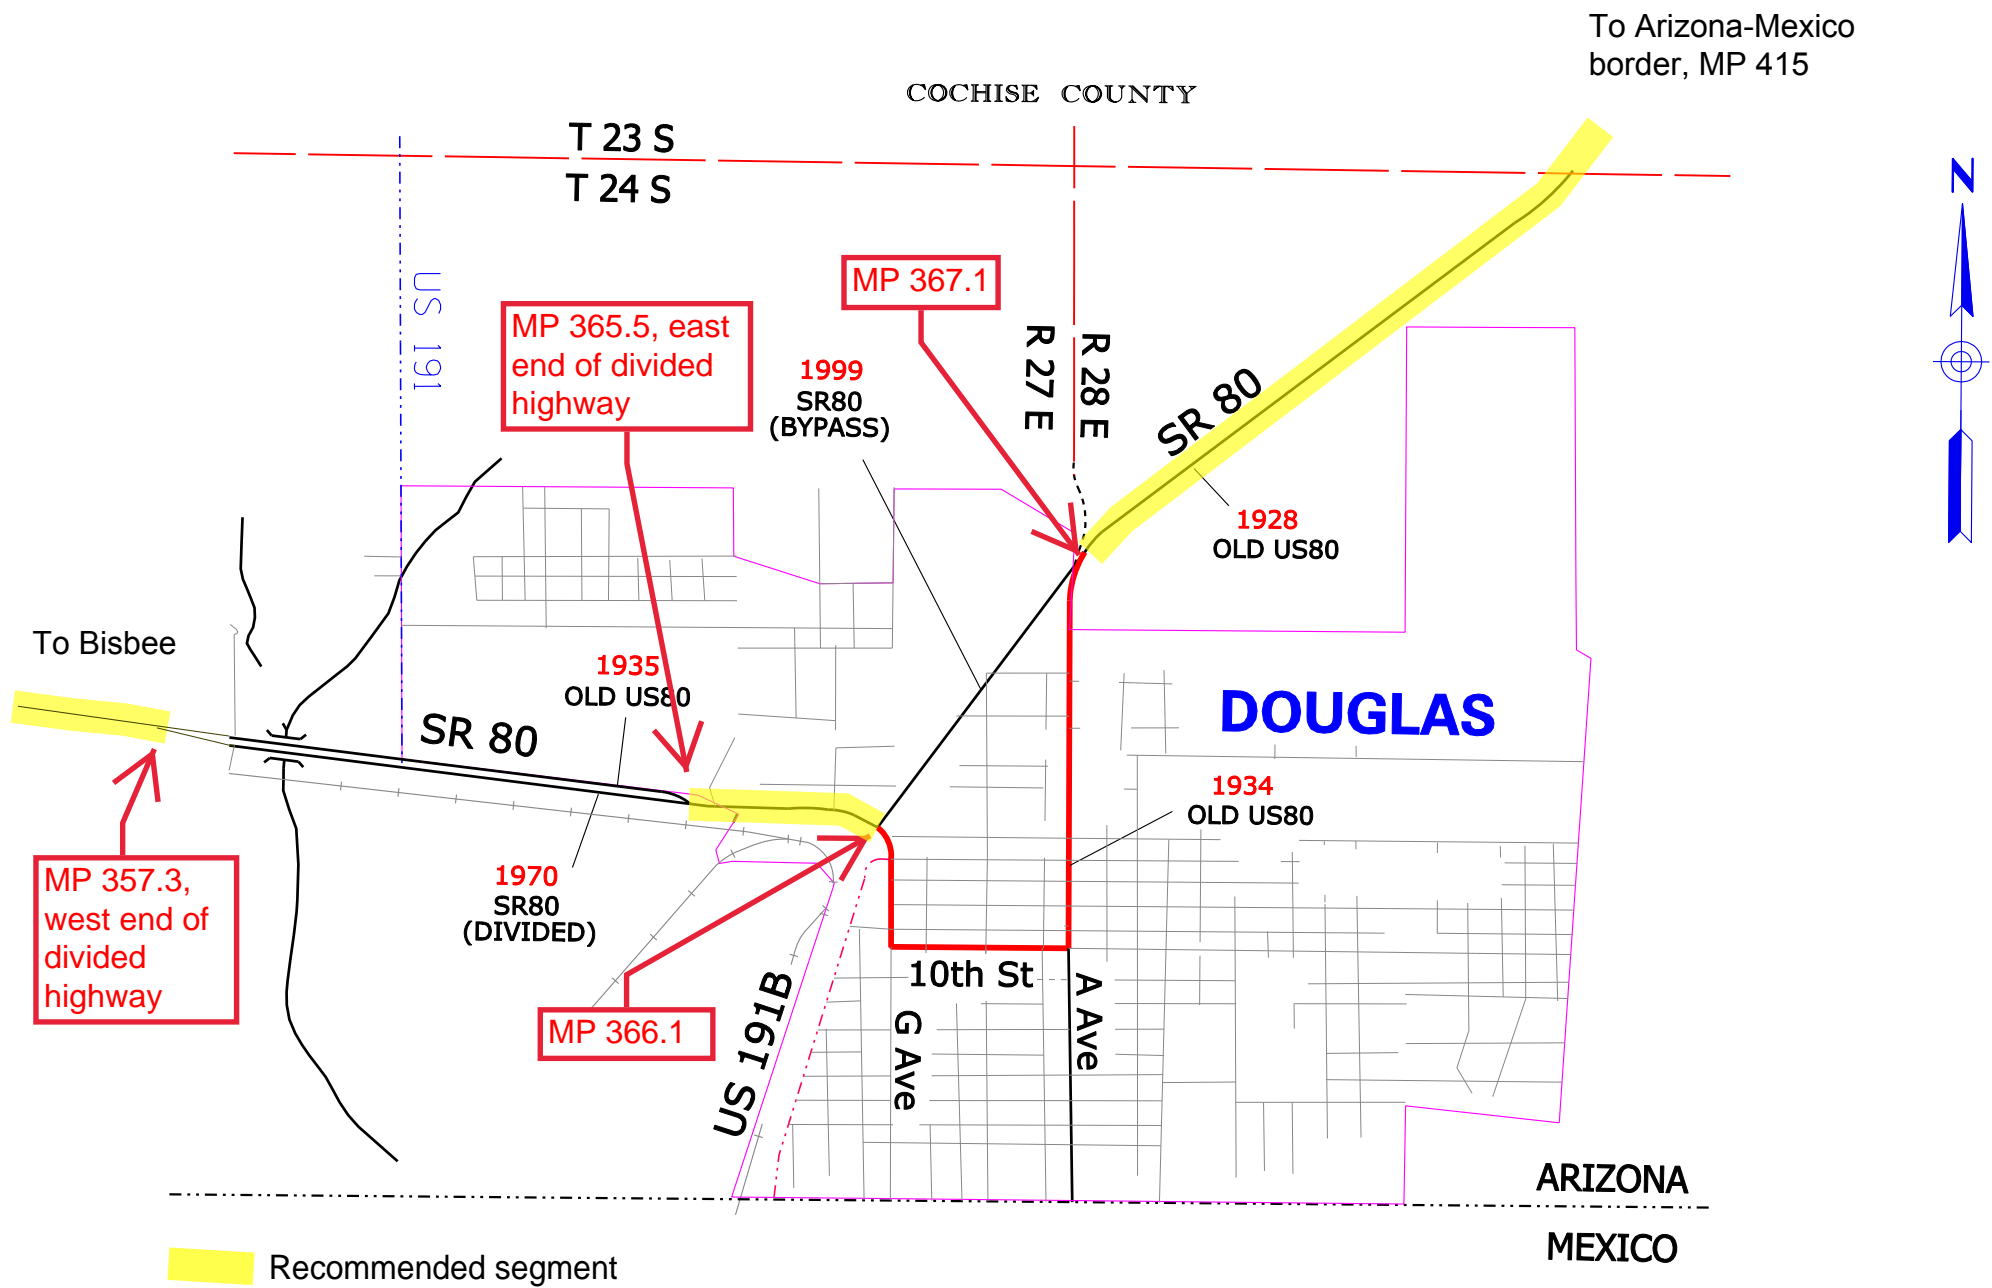 To Arizona-Mexico
border, MP 415
COCHISE COUNTY
T 23 S
T 24 S
N
US 191
MP 367.1
MP 365.5, east
end of divided
highway
R 27 E
R 28 E
1999
SR80
(BYPASS)
SR 80
1928
OLD US80
To Bisbee
1935
OLD US80
SR 80
DOUGLAS
1934
OLD US80
MP 357.3,
west end of
divided
highway
1970
SR80
(DIVIDED)
10th St
MP 366.1
US 191B
G Ave
A Ave
ARIZONA
MEXICO
Recommended segment